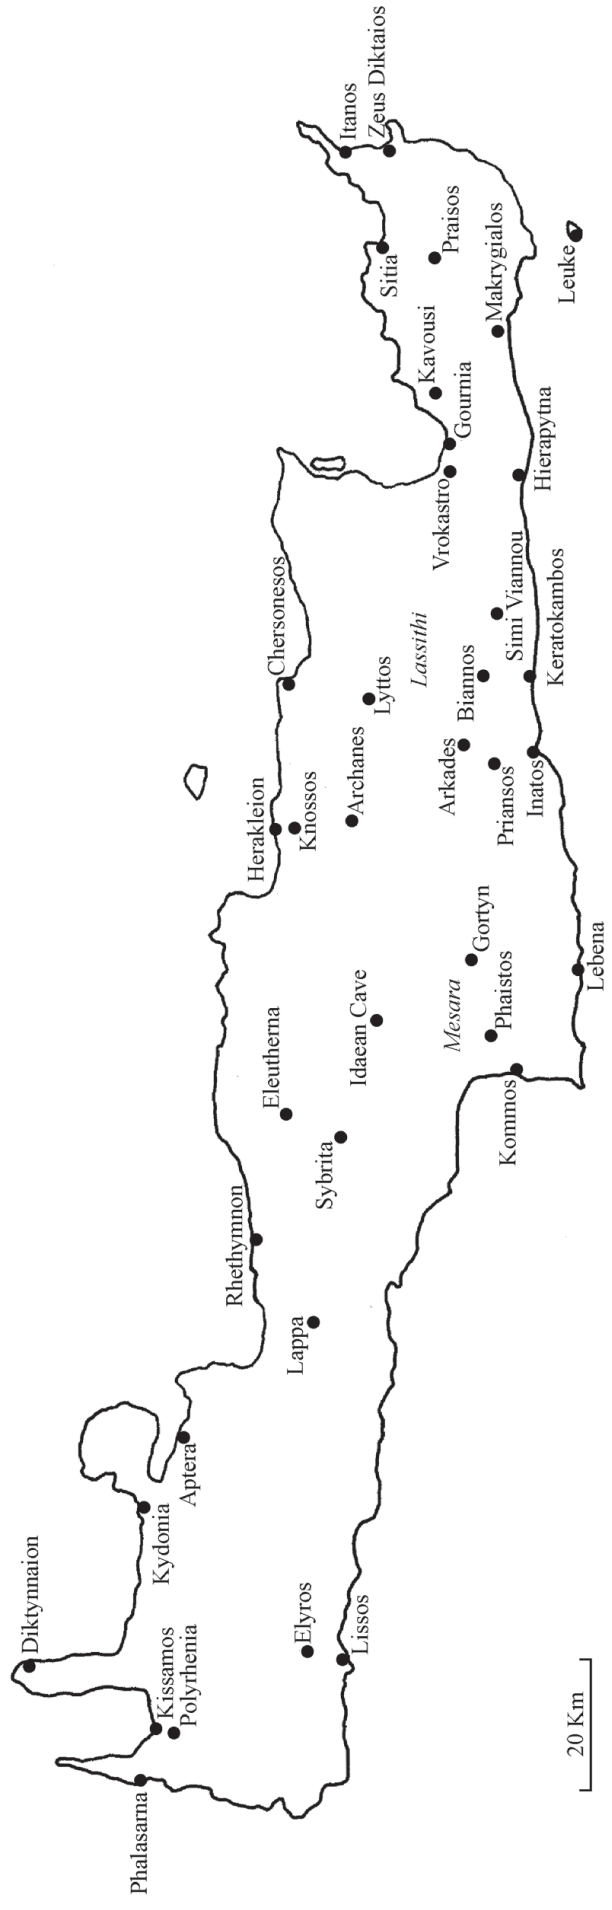 Phalasarna
Diktynnaion
Kissamos
Polyrhenia
Kydonia
Aptera
Elyros
Lissos
Lappa
Rhethymnon
Sybrita
Eleutherna
Idaean Cave
Kommos
Phaistos
Mesara
Gortyn
Lebena
Herakleion
Knossos
Archanes
Lyttos
Chersonesos
Arkades
Priansos
Inatos
Biannos
Lassithi
Simi Viannou
Keratokambos
Vrokastro
Gournia
Kavousi
Hierapytna
Makrygialos
Sitia
Praisos
Leuke
Itanos
Zeus Diktaios
20 Km